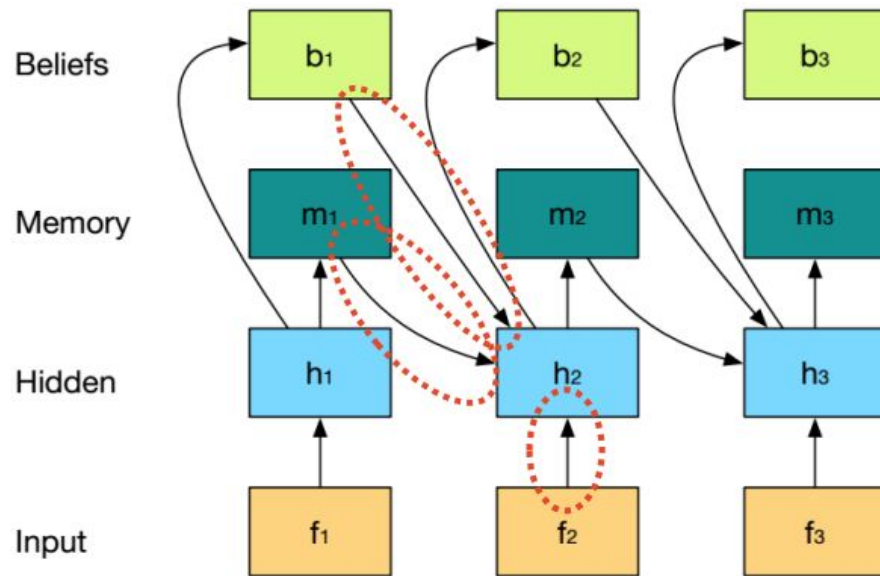 Beliefs b1 b2 b3
Memory m1 m2 m3
Hidden h1 h2 h3
Input f1 f2 f3